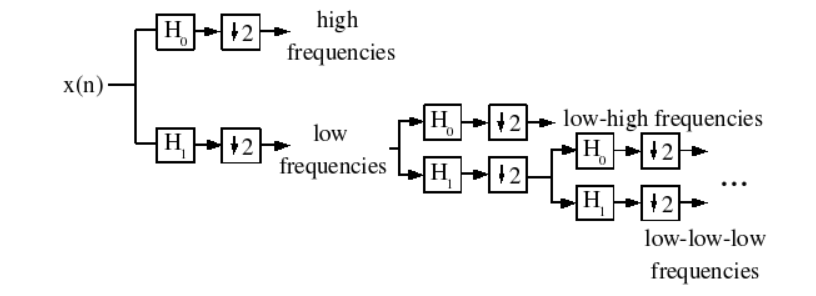 H₀ ↓2 high
frequencies
x(n)
H₁ ↓2 low
frequencies
H₀ ↓2 low-high frequencies
H₁ ↓2
H₀ ↓2
...
H₁ ↓2
low-low-low
frequencies